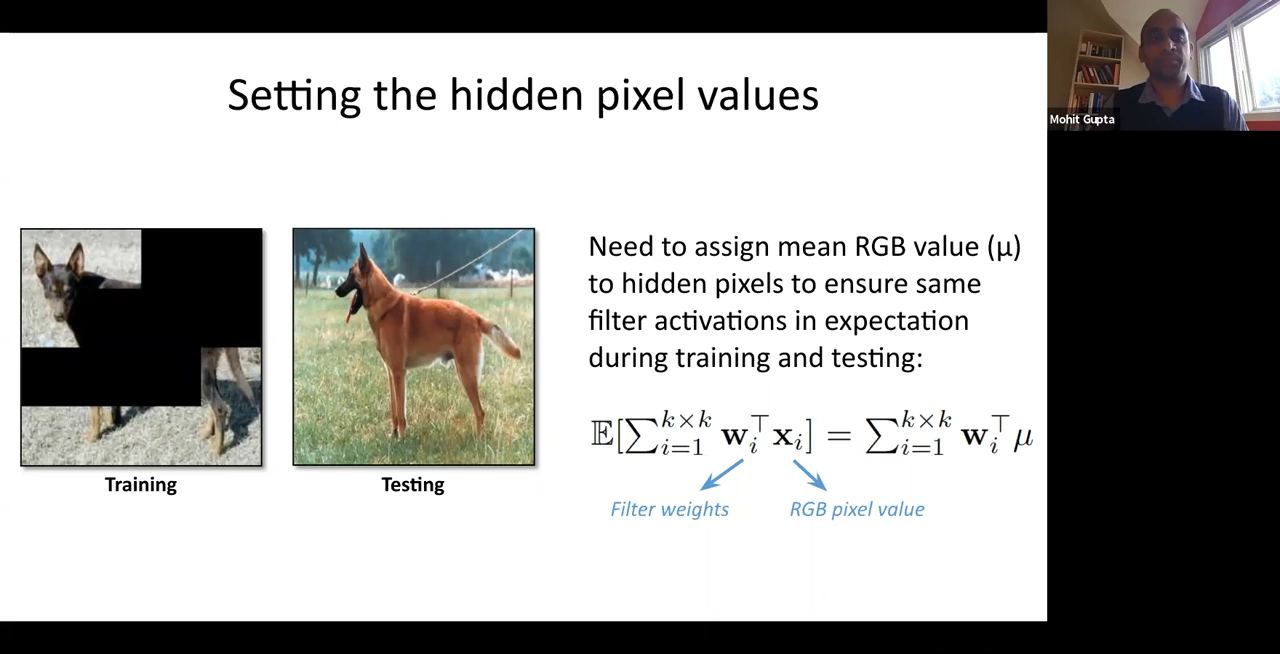 Setting the hidden pixel values
Mohit Gupta
Need to assign mean RGB value (μ)
to hidden pixels to ensure same
filter activations in expectation
during training and testing:
𝔼[∑_{i=1}^{k×k} 𝐰_i^⊤ 𝐱_i] = ∑_{i=1}^{k×k} 𝐰_i^⊤ μ
Filter weights RGB pixel value
Training Testing